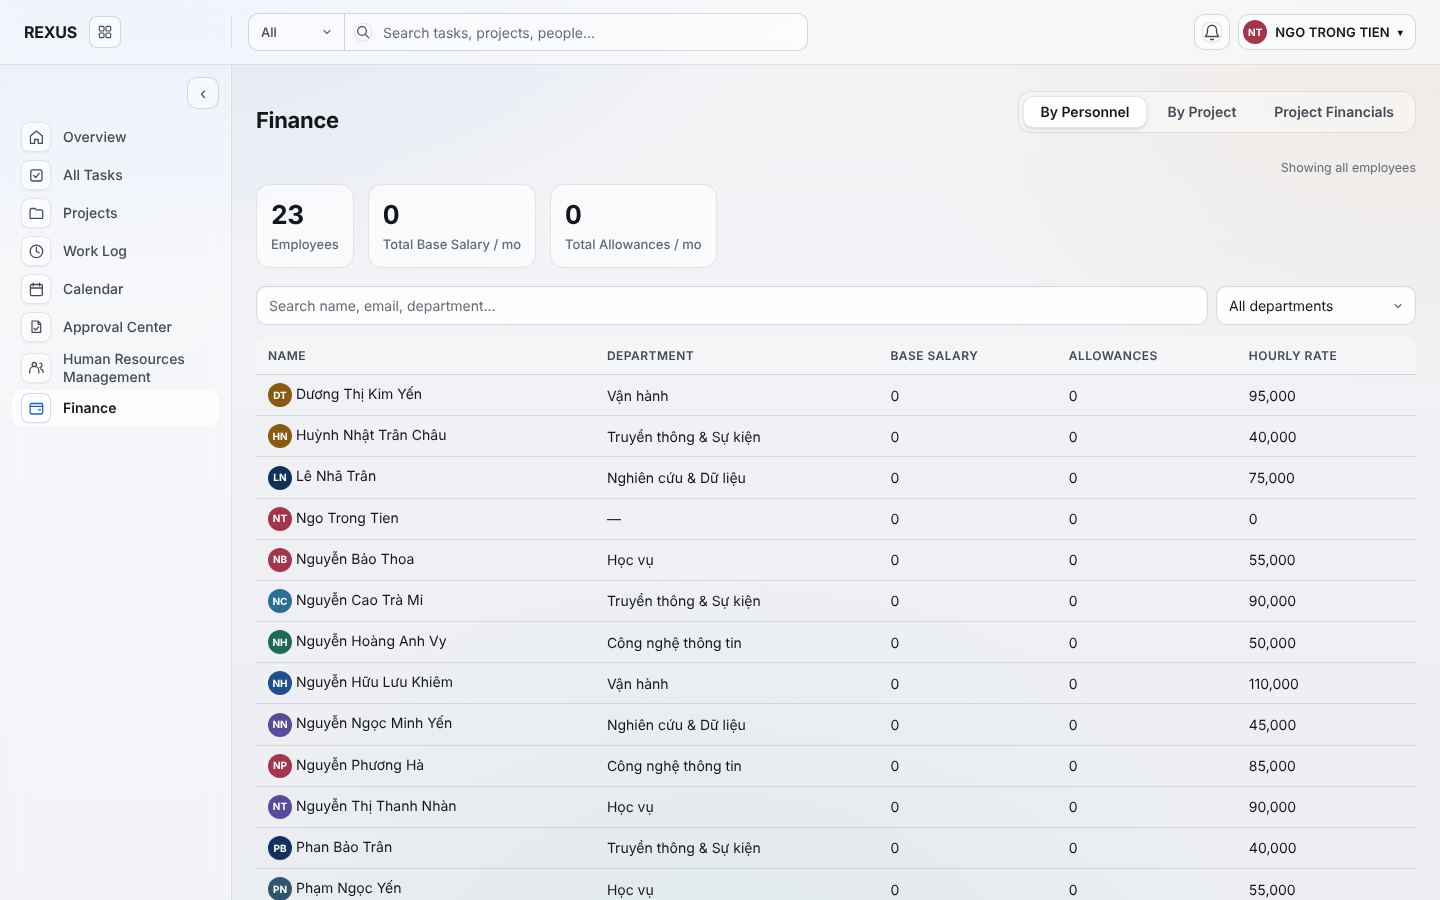 REXUS
All
Search tasks, projects, people...
NT
NGO TRONG TIEN ▾
Overview
All Tasks
Projects
Work Log
Calendar
Approval Center
Human Resources
Management
Finance
Finance
By Personnel
By Project
Project Financials
Showing all employees
23
Employees
0
Total Base Salary / mo
0
Total Allowances / mo
Search name, email, department...
All departments
NAME DEPARTMENT BASE SALARY ALLOWANCES HOURLY RATE
DT Dương Thị Kim Yến Vận hành 0 0 95,000
HN Huỳnh Nhật Trân Châu Truyền thông & Sự kiện 0 0 40,000
LN Lê Nhã Trân Nghiên cứu & Dữ liệu 0 0 75,000
NT Ngo Trong Tien — 0 0 0
NB Nguyễn Bảo Thoa Học vụ 0 0 55,000
NC Nguyễn Cao Trà Mi Truyền thông & Sự kiện 0 0 90,000
NH Nguyễn Hoàng Anh Vy Công nghệ thông tin 0 0 50,000
NH Nguyễn Hữu Lưu Khiêm Vận hành 0 0 110,000
NN Nguyễn Ngọc Minh Yến Nghiên cứu & Dữ liệu 0 0 45,000
NP Nguyễn Phương Hà Công nghệ thông tin 0 0 85,000
NT Nguyễn Thị Thanh Nhàn Học vụ 0 0 90,000
PB Phan Bảo Trân Truyền thông & Sự kiện 0 0 40,000
PN Phạm Ngọc Yến Học vụ 0 0 55,000